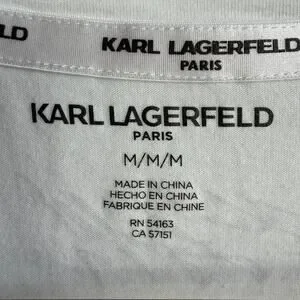 LD KARL LAGERFELD
PARIS
KARL LAGERFELD
PARIS
M/M/M
MADE IN CHINA
HECHO EN CHINA
FABRIQUE EN CHINE
RN 54163
CA 57151